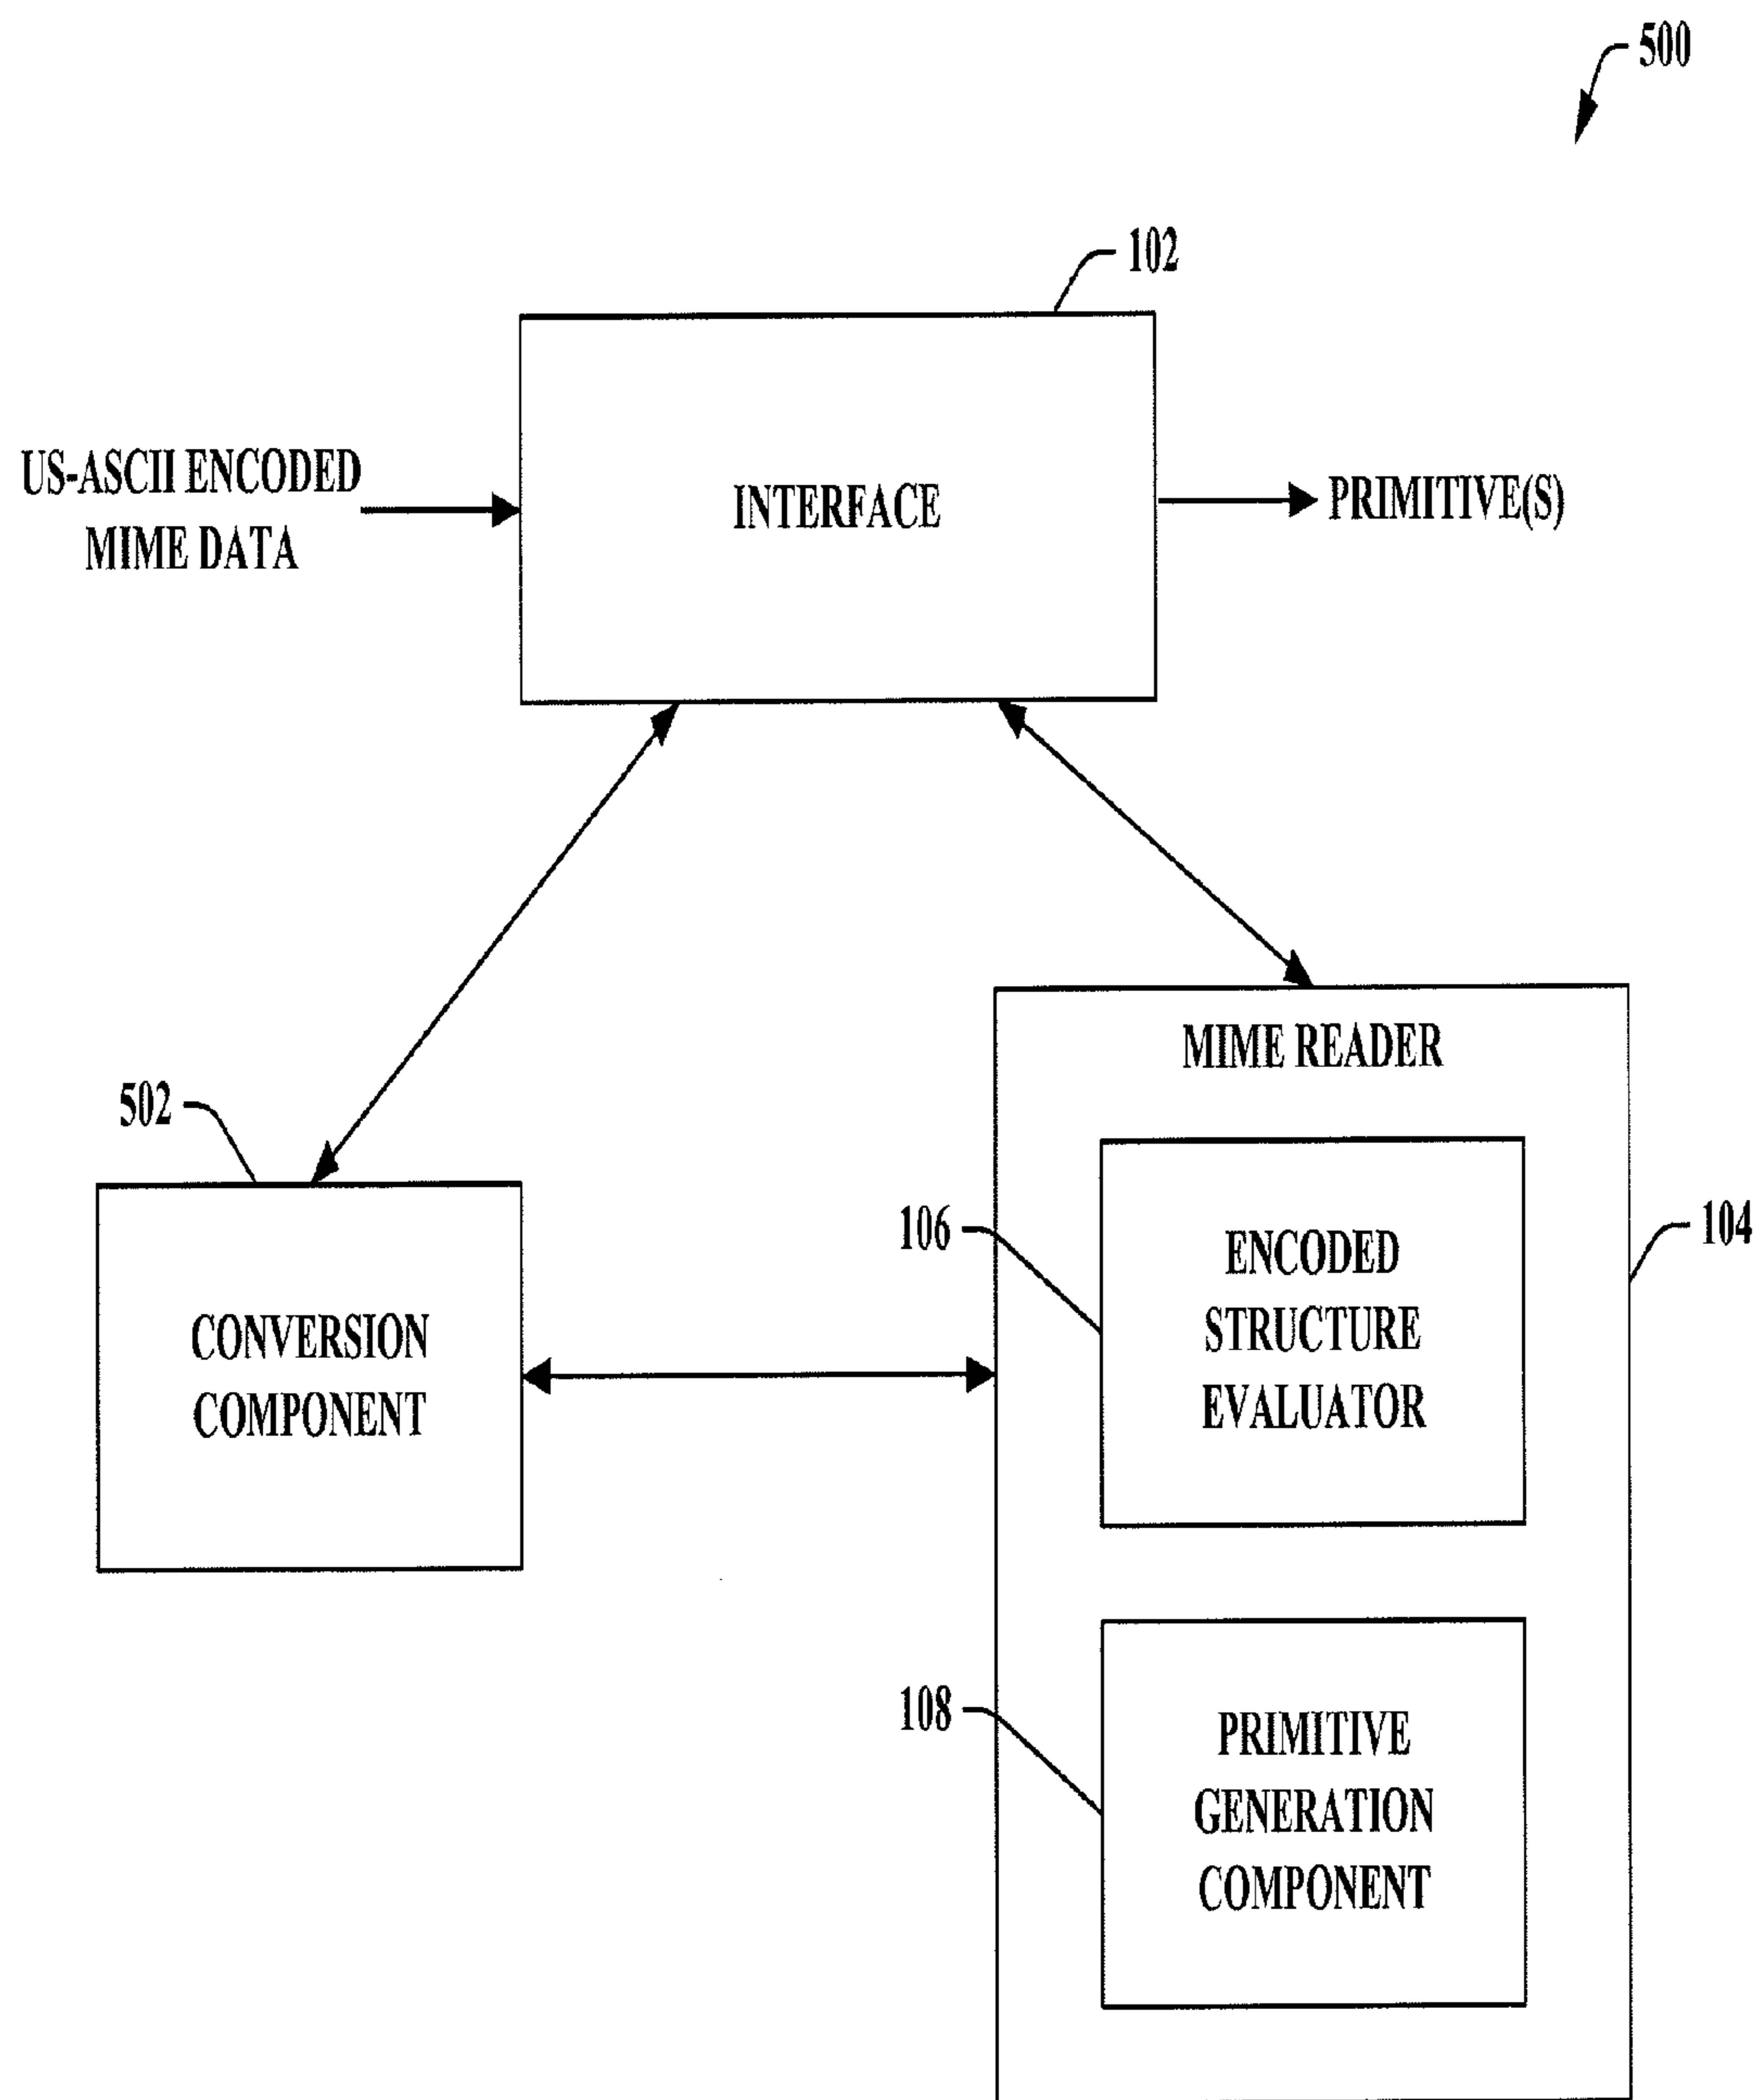 500
102
US-ASCII ENCODED
MIME DATA
INTERFACE
PRIMITIVE(S)
MIME READER
502
106
ENCODED
STRUCTURE
EVALUATOR
104
CONVERSION
COMPONENT
108
PRIMITIVE
GENERATION
COMPONENT